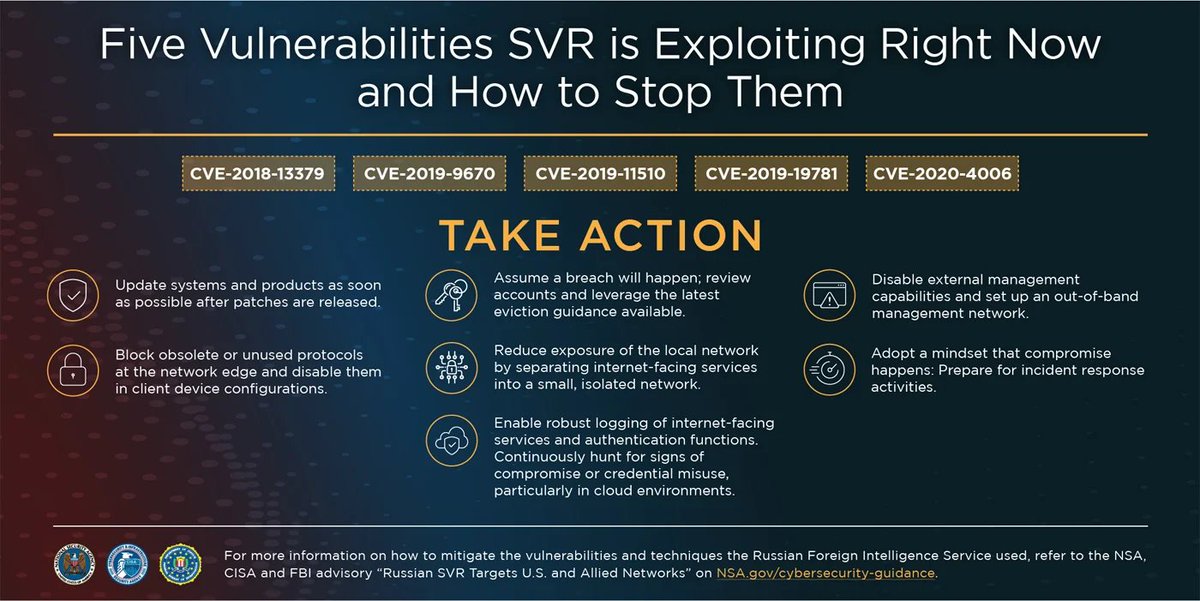 Five Vulnerabilities SVR is Exploiting Right Now
and How to Stop Them
CVE-2018-13379
CVE-2019-9670
CVE-2019-11510
CVE-2019-19781
CVE-2020-4006
TAKE ACTION
Update systems and products as soon
as possible after patches are released.
Block obsolete or unused protocols
at the network edge and disable them
in client device configurations.
Assume a breach will happen; review
accounts and leverage the latest
eviction guidance available.
Reduce exposure of the local network
by separating internet-facing services
into a small, isolated network.
Enable robust logging of internet-facing
services and authentication functions.
Continuously hunt for signs of
compromise or credential misuse,
particularly in cloud environments.
Disable external management
capabilities and set up an out-of-band
management network.
Adopt a mindset that compromise
happens: Prepare for incident response
activities.
For more information on how to mitigate the vulnerabilities and techniques the Russian Foreign Intelligence Service used, refer to the NSA,
CISA and FBI advisory “Russian SVR Targets U.S. and Allied Networks” on NSA.gov/cybersecurity-guidance.